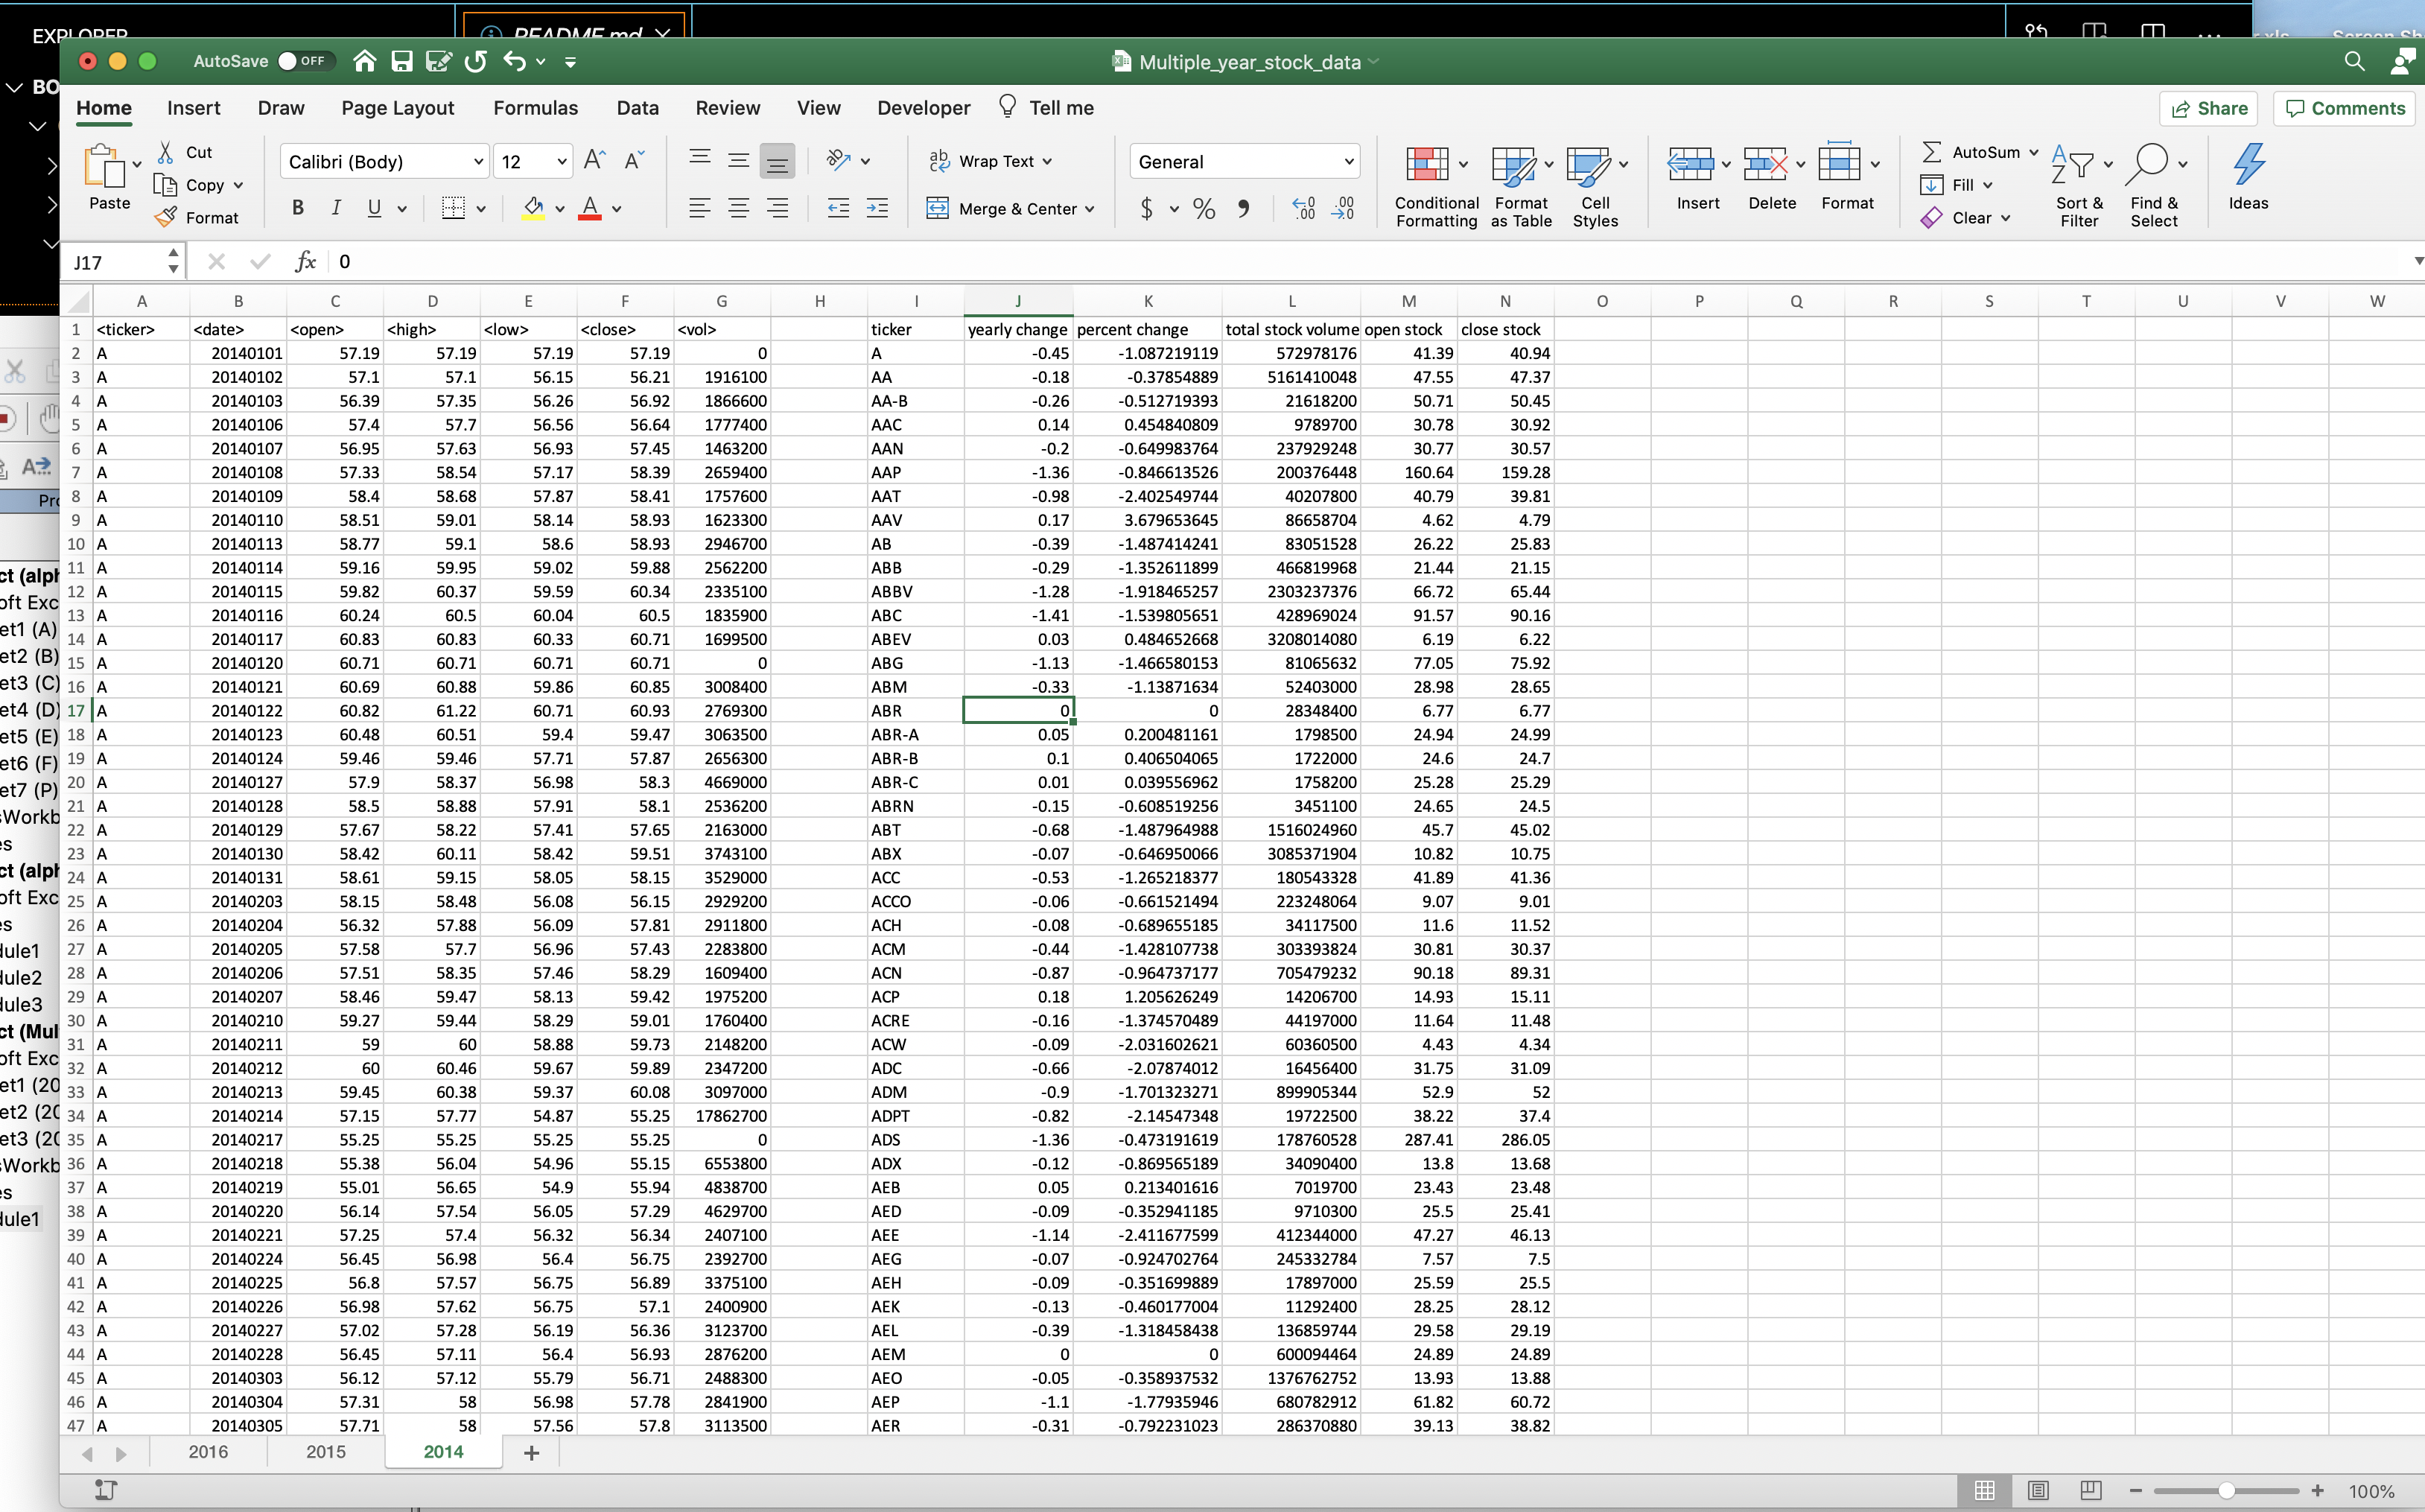 EXPLORER README.md
AutoSave OFF Multiple_year_stock_data
Home Insert Draw Page Layout Formulas Data Review View Developer Tell me Share Comments
Paste Cut Copy Format Calibri (Body) 12 Wrap Text Merge & Center General Conditional Formatting Format as Table Cell Styles Insert Delete Format AutoSum Fill Clear Sort & Filter Find & Select Ideas
J17 fx 0
A B C D E F G H I J K L M N O P Q R S T U V W
1 <ticker> <date> <open> <high> <low> <close> <vol> ticker yearly change percent change total stock volume open stock close stock
2 A 20140101 57.19 57.19 57.19 57.19 0 A -0.45 -1.087219119 572978176 41.39 40.94
3 A 20140102 57.1 57.1 56.15 56.21 1916100 AA -0.18 -0.37854889 5161410048 47.55 47.37
4 A 20140103 56.39 57.35 56.26 56.92 1866600 AA-B -0.26 -0.512719393 21618200 50.71 50.45
5 A 20140106 57.4 57.7 56.56 56.64 1777400 AAC 0.14 0.454840809 9789700 30.78 30.92
6 A 20140107 56.95 57.63 56.93 57.45 1463200 AAN -0.2 -0.649983764 237929248 30.77 30.57
7 A 20140108 57.33 58.54 57.17 58.39 2659400 AAP -1.36 -0.846613526 200376448 160.64 159.28
8 A 20140109 58.4 58.68 57.87 58.41 1757600 AAT -0.98 -2.402549744 40207800 40.79 39.81
9 A 20140110 58.51 59.01 58.14 58.93 1623300 AAV 0.17 3.679653645 86658704 4.62 4.79
10 A 20140113 58.77 59.1 58.6 58.93 2946700 AB -0.39 -1.487414241 83051528 26.22 25.83
11 A 20140114 59.16 59.95 59.02 59.88 2562200 ABB -0.29 -1.352611899 466819968 21.44 21.15
12 A 20140115 59.82 60.37 59.59 60.34 2335100 ABBV -1.28 -1.918465257 2303237376 66.72 65.44
13 A 20140116 60.24 60.5 60.04 60.5 1835900 ABC -1.41 -1.539805651 428969024 91.57 90.16
14 A 20140117 60.83 60.83 60.33 60.71 1699500 ABEV 0.03 0.484652668 3208014080 6.19 6.22
15 A 20140120 60.71 60.71 60.71 60.71 0 ABG -1.13 -1.466580153 81065632 77.05 75.92
16 A 20140121 60.69 60.88 59.86 60.85 3008400 ABM -0.33 -1.13871634 52403000 28.98 28.65
17 A 20140122 60.82 61.22 60.71 60.93 2769300 ABR 0 0 28348400 6.77 6.77
18 A 20140123 60.48 60.51 59.4 59.47 3063500 ABR-A 0.05 0.200481161 1798500 24.94 24.99
19 A 20140124 59.46 59.46 57.71 57.87 2656300 ABR-B 0.1 0.406504065 1722000 24.6 24.7
20 A 20140127 57.9 58.37 56.98 58.3 4669000 ABR-C 0.01 0.039556962 1758200 25.28 25.29
21 A 20140128 58.5 58.88 57.91 58.1 2536200 ABRN -0.15 -0.608519256 3451100 24.65 24.5
22 A 20140129 57.67 58.22 57.41 57.65 2163000 ABT -0.68 -1.487964988 1516024960 45.7 45.02
23 A 20140130 58.42 60.11 58.42 59.51 3743100 ABX -0.07 -0.646950066 3085371904 10.82 10.75
24 A 20140131 58.61 59.15 58.05 58.15 3529000 ACC -0.53 -1.265218377 180543328 41.89 41.36
25 A 20140203 58.15 58.48 56.08 56.15 2929200 ACCO -0.06 -0.661521494 223248064 9.07 9.01
26 A 20140204 56.32 57.88 56.09 57.81 2911800 ACH -0.08 -0.689655185 34117500 11.6 11.52
27 A 20140205 57.58 57.7 56.96 57.43 2283800 ACM -0.44 -1.428107738 303393824 30.81 30.37
28 A 20140206 57.51 58.35 57.46 58.29 1609400 ACN -0.87 -0.964737177 705479232 90.18 89.31
29 A 20140207 58.46 59.47 58.13 59.42 1975200 ACP 0.18 1.205626249 14206700 14.93 15.11
30 A 20140210 59.27 59.44 58.29 59.01 1760400 ACRE -0.16 -1.374570489 44197000 11.64 11.48
31 A 20140211 59 60 58.88 59.73 2148200 ACW -0.09 -2.031602621 60360500 4.43 4.34
32 A 20140212 60 60.46 59.67 59.89 2347200 ADC -0.66 -2.07874012 16456400 31.75 31.09
33 A 20140213 59.45 60.38 59.37 60.08 3097000 ADM -0.9 -1.701323271 899905344 52.9 52
34 A 20140214 57.15 57.77 54.87 55.25 17862700 ADPT -0.82 -2.14547348 19722500 38.22 37.4
35 A 20140217 55.25 55.25 55.25 55.25 0 ADS -1.36 -0.473191619 178760528 287.41 286.05
36 A 20140218 55.38 56.04 54.96 55.15 6553800 ADX -0.12 -0.869565189 34090400 13.8 13.68
37 A 20140219 55.01 56.65 54.9 55.94 4838700 AEB 0.05 0.213401616 7019700 23.43 23.48
38 A 20140220 56.14 57.54 56.05 57.29 4629700 AED -0.09 -0.352941185 9710300 25.5 25.41
39 A 20140221 57.25 57.4 56.32 56.34 2407100 AEE -1.14 -2.411677599 412344000 47.27 46.13
40 A 20140224 56.45 56.98 56.4 56.75 2392700 AEG -0.07 -0.924702764 245332784 7.57 7.5
41 A 20140225 56.8 57.57 56.75 56.89 3375100 AEH -0.09 -0.351699889 17897000 25.59 25.5
42 A 20140226 56.98 57.62 56.75 57.1 2400900 AEK -0.13 -0.460177004 11292400 28.25 28.12
43 A 20140227 57.02 57.28 56.19 56.36 3123700 AEL -0.39 -1.318458438 136859744 29.58 29.19
44 A 20140228 56.45 57.11 56.4 56.93 2876200 AEM 0 0 600094464 24.89 24.89
45 A 20140303 56.12 57.12 55.79 56.71 2488300 AEO -0.05 -0.358937532 1376762752 13.93 13.88
46 A 20140304 57.31 58 56.98 57.78 2841900 AEP -1.1 -1.77935946 680782912 61.82 60.72
47 A 20140305 57.71 58 57.56 57.8 3113500 AER -0.31 -0.792231023 286370880 39.13 38.82
2016 2015 2014 +
100%